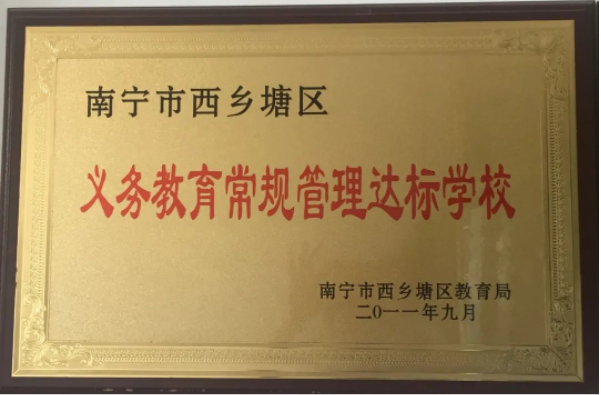 南宁市西乡塘区
义务教育常规管理达标学校
南宁市西乡塘区教育局
二0一一年九月